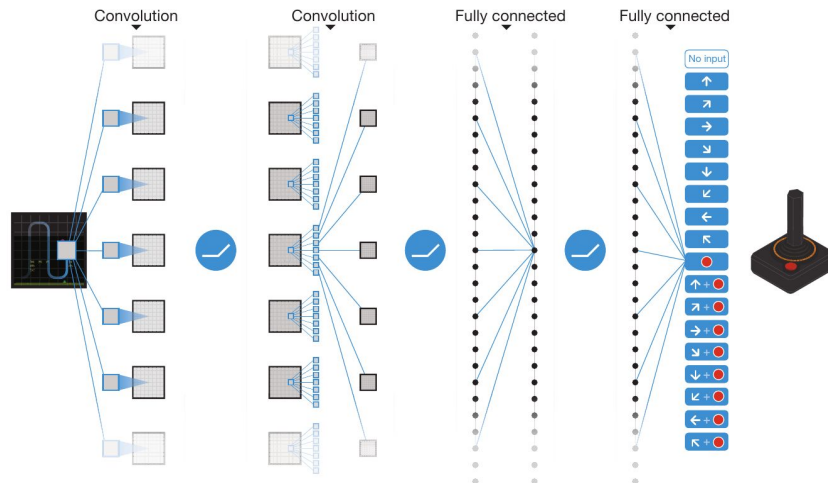 Convolution
Convolution
Fully connected
Fully connected
No input
+
+
+
+
+
+
+
+